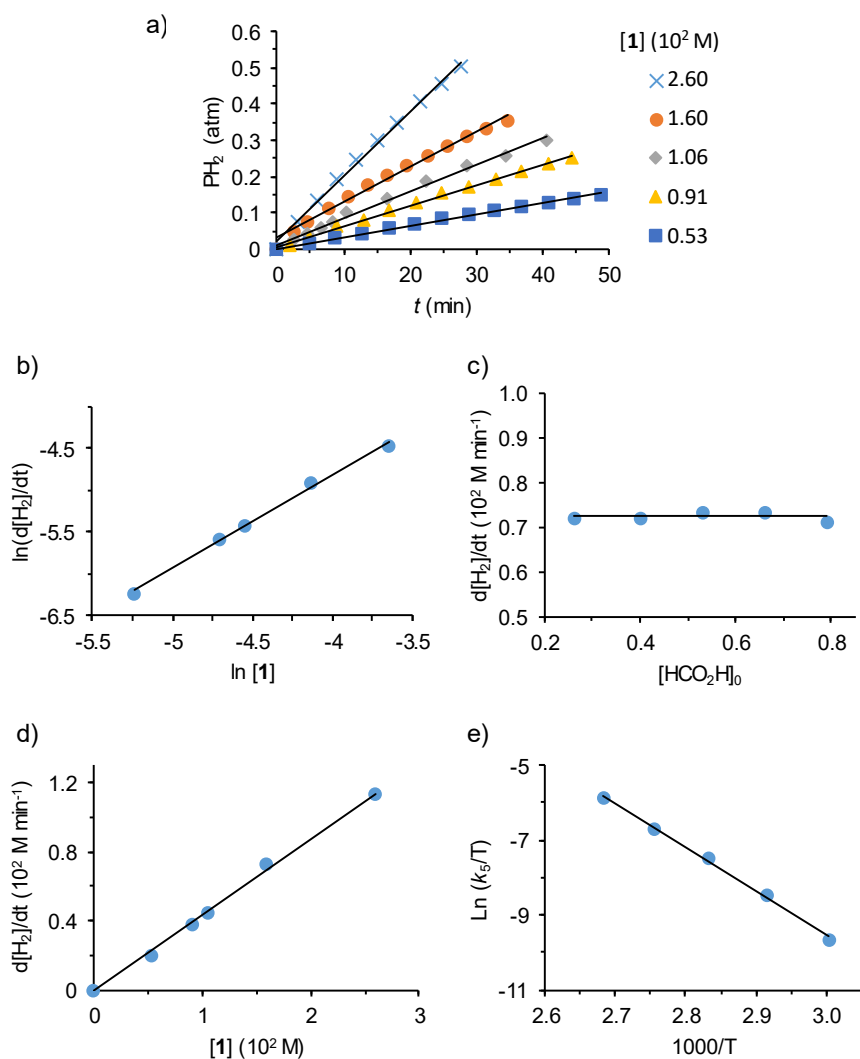 a)
[1] (10² M)
0.6
0.5
0.4
0.3
0.2
0.1
0
PH₂ (atm)
0 10 20 30 40 50
t (min)
2.60
1.60
1.06
0.91
0.53
b)
-4.5
-5.5
-6.5
ln(d[H₂]/dt)
-5.5 -5 -4.5 -4 -3.5
ln [1]
c)
1.0
0.9
0.8
0.7
0.6
0.5
d[H₂]/dt (10² M min⁻¹)
0.2 0.4 0.6 0.8
[HCO₂H]₀
d)
1.2
0.8
0.4
0
d[H₂]/dt (10² M min⁻¹)
0 1 2 3
[1] (10² M)
e)
-5
-7
-9
-11
Ln (k₅/T)
2.6 2.7 2.8 2.9 3.0
1000/T